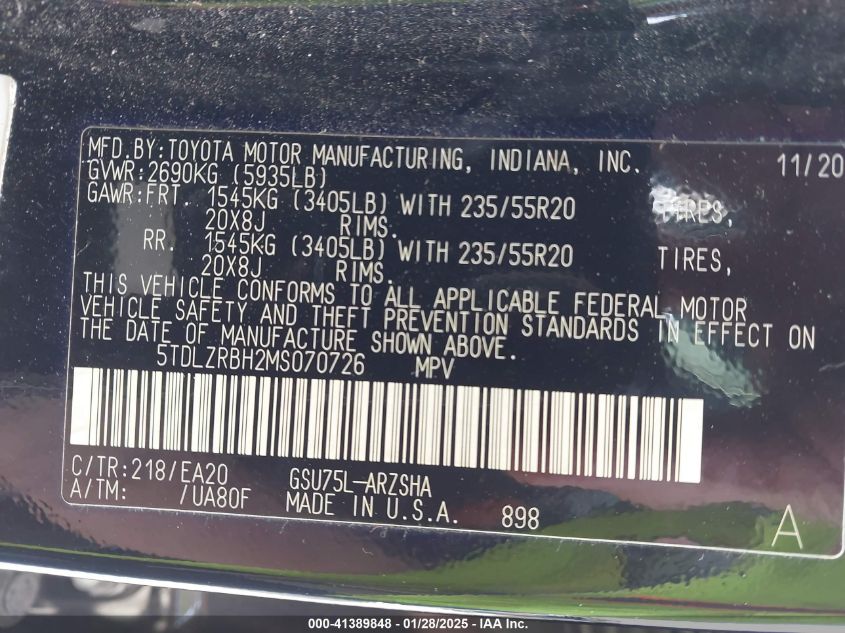 MFD.BY:TOYOTA MOTOR MANUFACTURING, INDIANA, INC. 11/20
GVWR:2690KG (5935LB)
GAWR:FRT. 1545KG (3405LB) WITH 235/55R20 TIRES,
20X8J RIMS.
RR. 1545KG (3405LB) WITH 235/55R20 TIRES,
20X8J RIMS.
THIS VEHICLE CONFORMS TO ALL APPLICABLE FEDERAL MOTOR
VEHICLE SAFETY AND THEFT PREVENTION STANDARDS IN EFFECT ON
THE DATE OF MANUFACTURE SHOWN ABOVE.
5TDLZRBH2MS070726 MPV
C/TR:218/EA20 GSU75L-ARZSHA
A/TM: /UA80F MADE IN U.S.A. 898 A
000-41389848 - 01/28/2025 - IAA Inc.